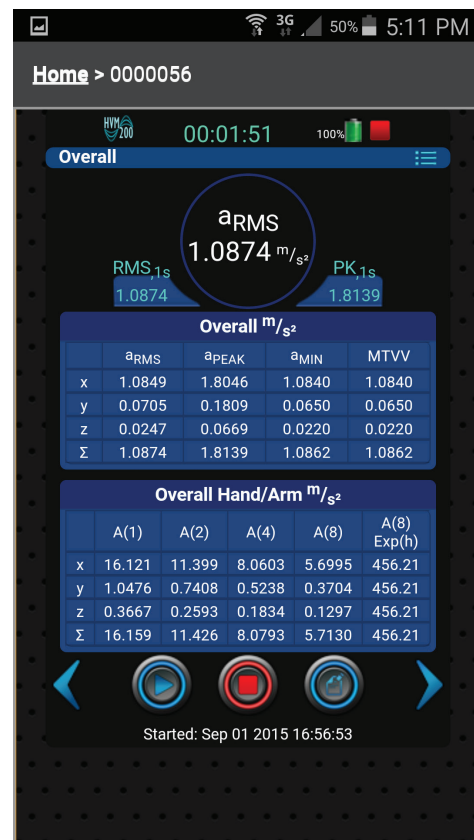 3G 50% 5:11 PM
Home > 0000056
HVM 200 00:01:51 100%
Overall
aRMS
1.0874 m/s²
RMS,1s PK,1s
1.0874 1.8139
Overall m/s²
aRMS aPEAK aMIN MTVV
x 1.0849 1.8046 1.0840 1.0840
y 0.0705 0.1809 0.0650 0.0650
z 0.0247 0.0669 0.0220 0.0220
Σ 1.0874 1.8139 1.0862 1.0862
Overall Hand/Arm m/s²
A(1) A(2) A(4) A(8) A(8) Exp(h)
x 16.121 11.399 8.0603 5.6995 456.21
y 1.0476 0.7408 0.5238 0.3704 456.21
z 0.3667 0.2593 0.1834 0.1297 456.21
Σ 16.159 11.426 8.0793 5.7130 456.21
Started: Sep 01 2015 16:56:53